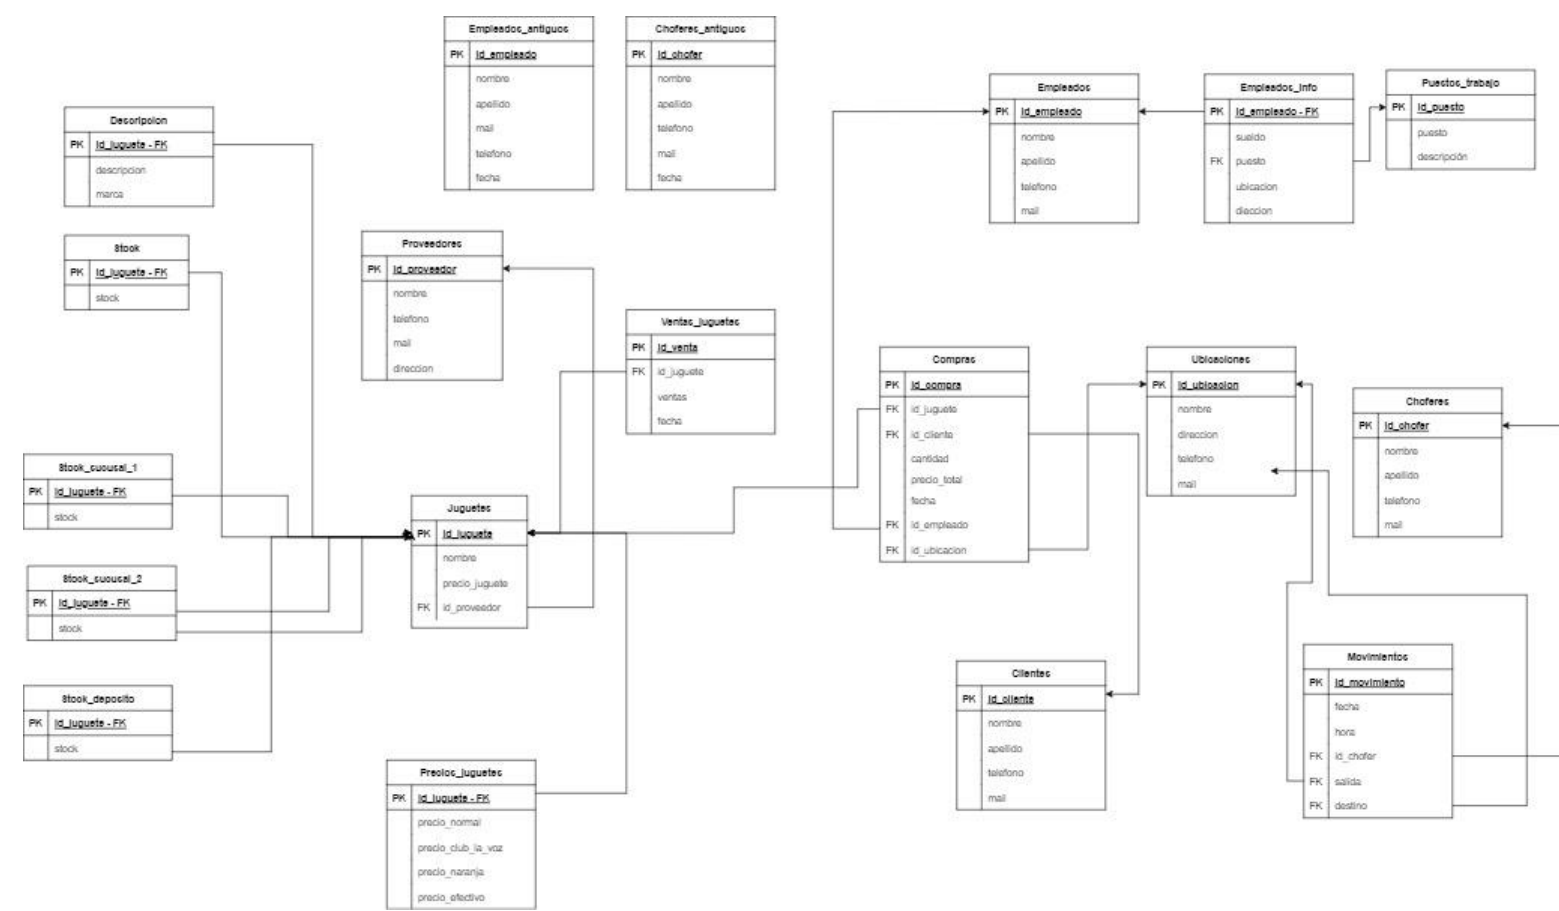 Empleados_antiguos
PK id_empleado
nombre
apellido
mail
telefono
fecha
Choferes_antiguos
PK id_chofer
nombre
apellido
telefono
mail
fecha
Empleados
PK id_empleado
nombre
apellido
telefono
mail
Empleados_info
PK id_empleado - FK
sueldo
FK puesto
ubicacion
dieccion
Puestos_trabajo
PK id_puesto
puesto
descripción
Descripcion
PK id_juguete - FK
descripcion
marca
Stock
PK id_juguete - FK
stock
Proveedores
PK id_proveedor
nombre
telefono
mail
direccion
Ventas_juguetes
PK id_venta
FK id_juguete
ventas
fecha
Compras
PK id_compra
FK id_juguete
FK id_cliente
cantidad
precio_total
fecha
FK id_empleado
FK id_ubicacion
Ubicaciones
PK id_ubicacion
nombre
direccion
telefono
mail
Choferes
PK id_chofer
nombre
apellido
telefono
mail
Stock_sucusal_1
PK id_juguete - FK
stock
Juguetes
PK id_juguete
nombre
precio_juguete
FK id_proveedor
Stock_sucusal_2
PK id_juguete - FK
stock
Stock_deposito
PK id_juguete - FK
stock
Clientes
PK id_cliente
nombre
apellido
telefono
mail
Movimientos
PK id_movimiento
fecha
hora
FK id_chofer
FK salida
FK destino
Precios_juguetes
PK id_juguete - FK
precio_normal
precio_club_la_voz
precio_naranja
precio_efectivo